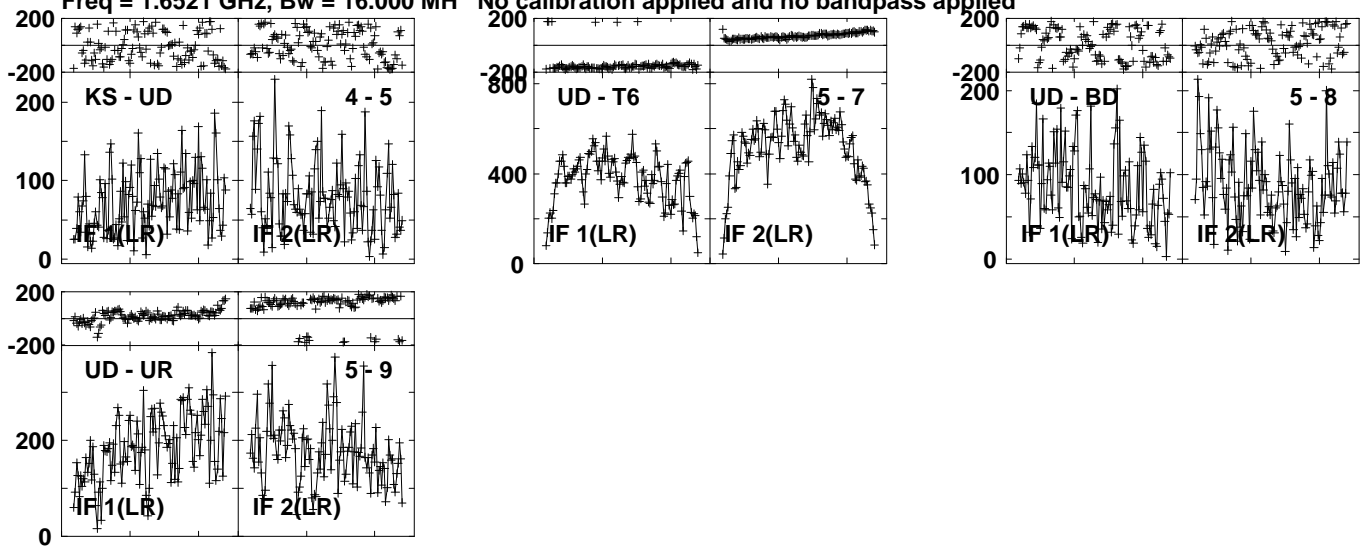 Freq = 1.6521 GHz, Bw = 16.000 MH No calibration applied and no bandpass applied
200
-200
200
100
0
KS - UD
4 - 5
IF 1(LR)
IF 2(LR)
200
-200
800
400
0
UD - T6
5 - 7
IF 1(LR)
IF 2(LR)
200
-200
200
100
0
UD - BD
5 - 8
IF 1(LR)
IF 2(LR)
200
-200
200
0
UD - UR
5 - 9
IF 1(LR)
IF 2(LR)